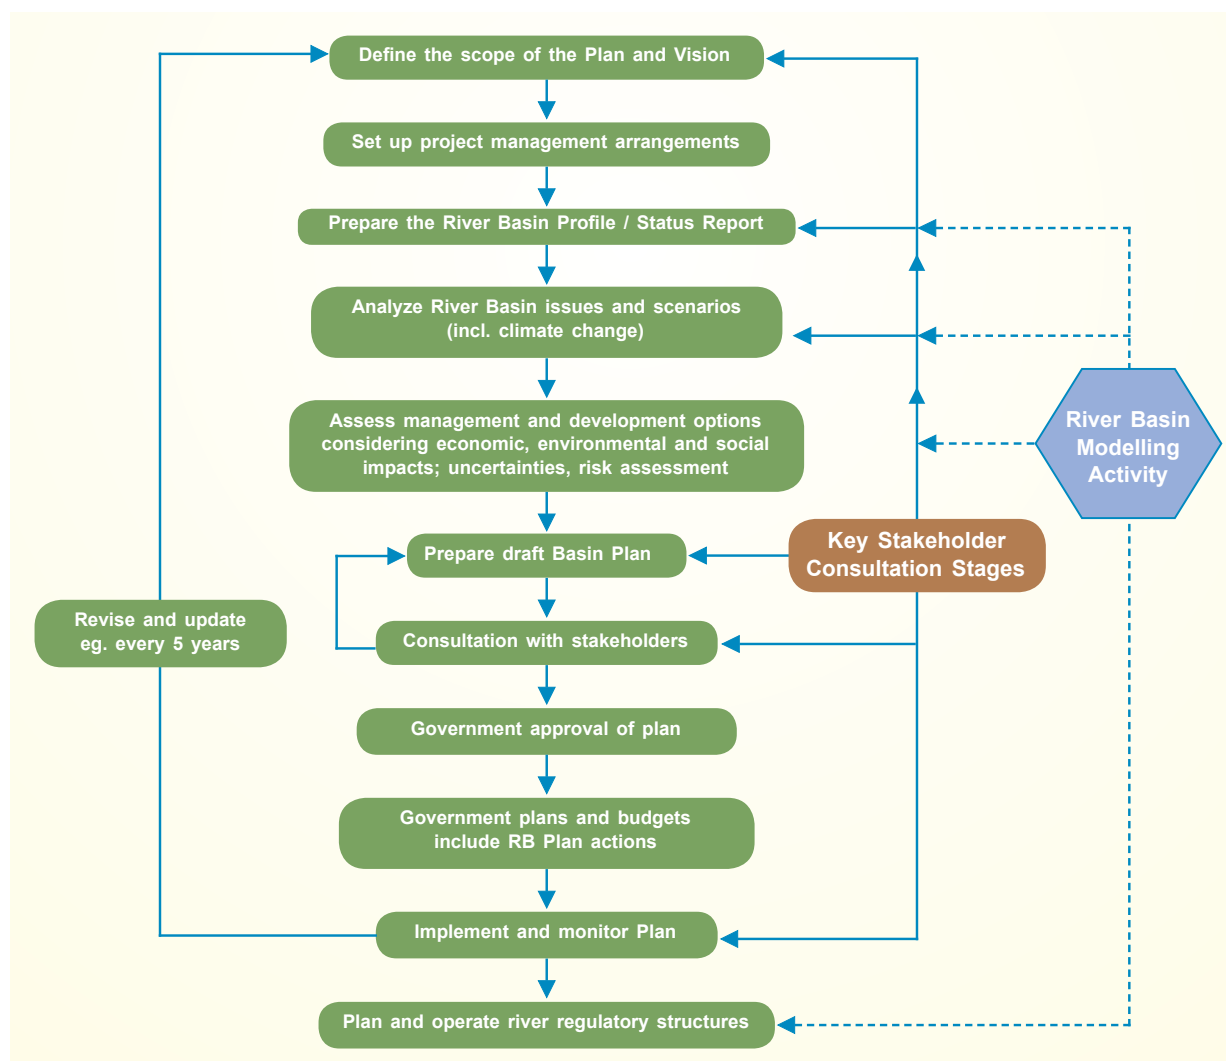 Define the scope of the Plan and Vision
Set up project management arrangements
Prepare the River Basin Profile / Status Report
Analyze River Basin issues and scenarios
(incl. climate change)
Assess management and development options
considering economic, environmental and social
impacts; uncertainties, risk assessment
River Basin
Modelling
Activity
Key Stakeholder
Consultation Stages
Prepare draft Basin Plan
Revise and update
eg. every 5 years
Consultation with stakeholders
Government approval of plan
Government plans and budgets
include RB Plan actions
Implement and monitor Plan
Plan and operate river regulatory structures